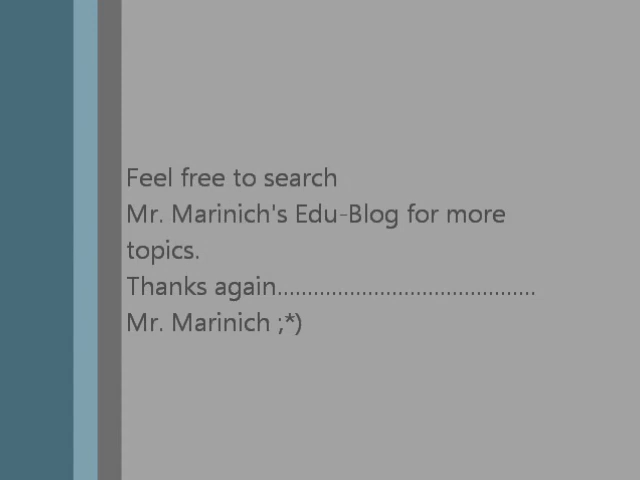 Feel free to search
Mr. Marinich's Edu-Blog for more
topics.
Thanks again...........................................
Mr. Marinich ;*)